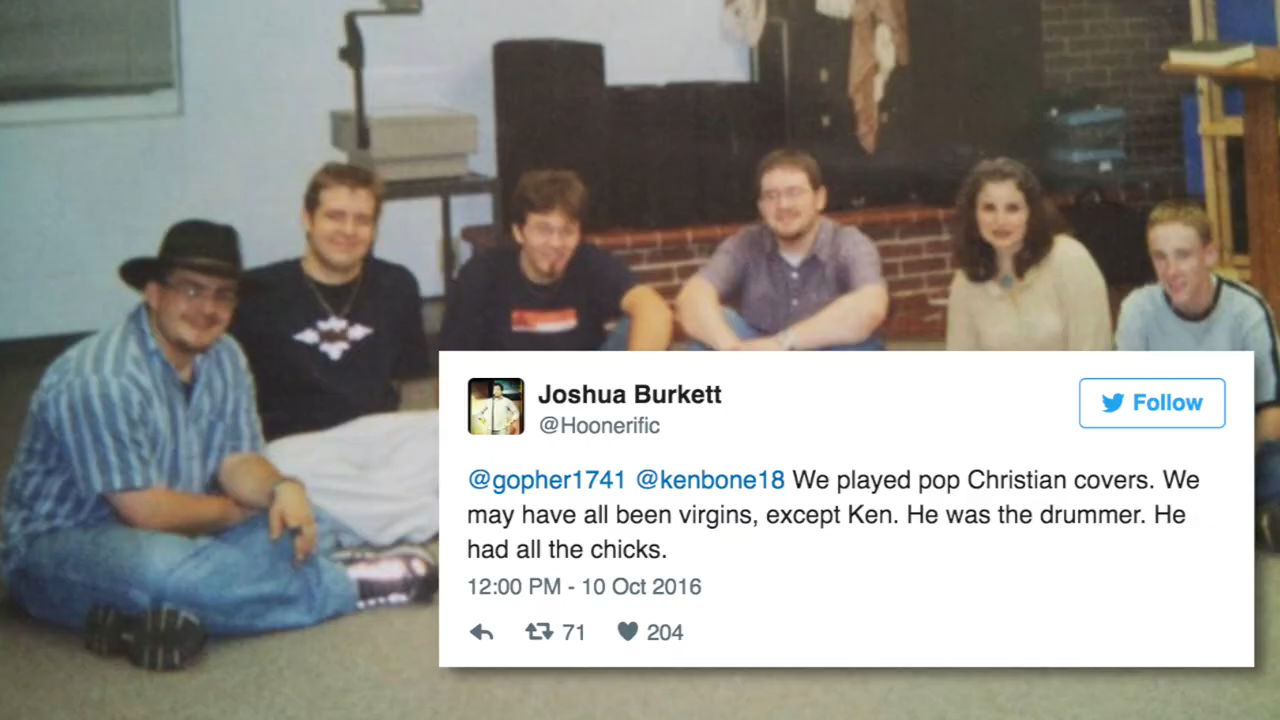 Joshua Burkett
@Hoonerific
Follow
@gopher1741 @kenbone18 We played pop Christian covers. We
may have all been virgins, except Ken. He was the drummer. He
had all the chicks.
12:00 PM - 10 Oct 2016
71 204